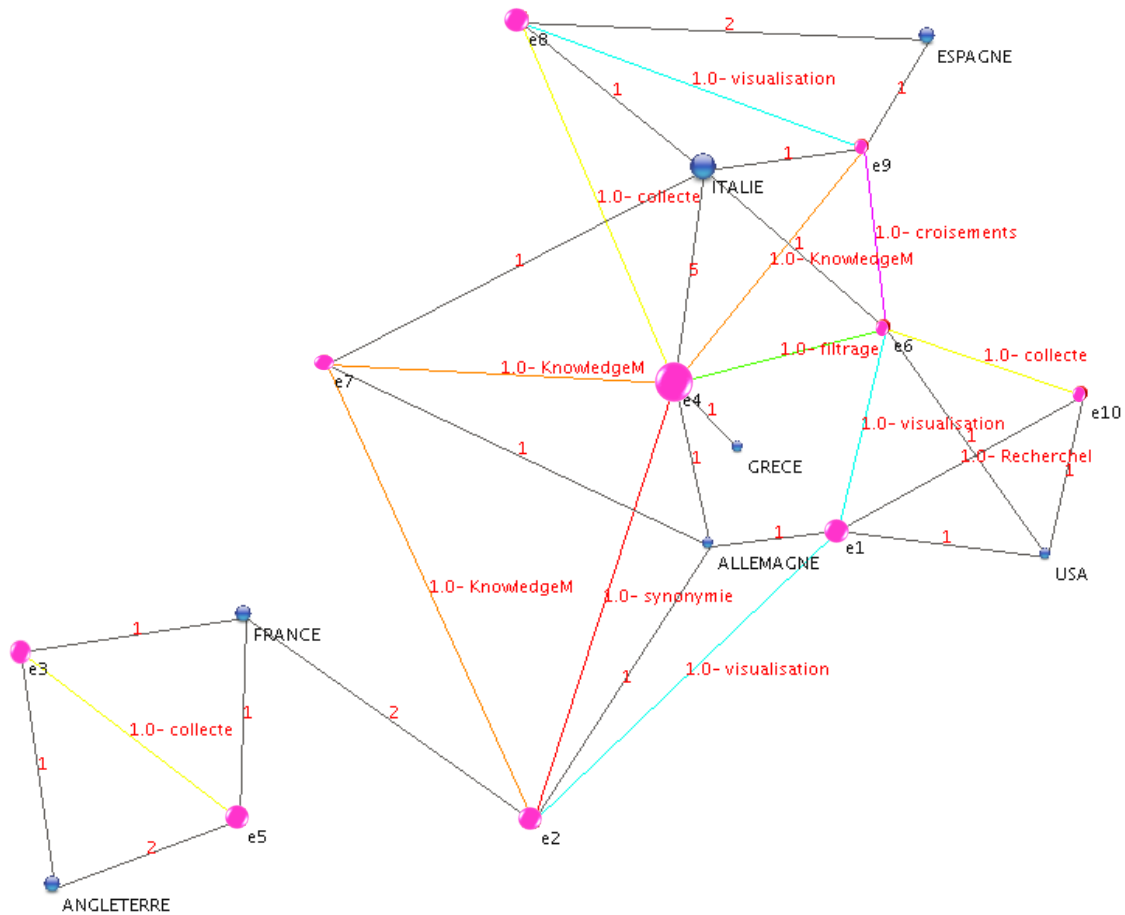 e8
2
ESPAGNE
1.0- visualisation
1
1
1
e9
ITALIE
1.0- collecte
1.0- croisements
1
1.0- KnowledgeM
1
5
e6
1.0- filtrage
1.0- collecte
1.0- KnowledgeM
e7
e4
1
e10
1.0- visualisation
1
1
1
GRECE
1.0- Recherchel
1
1
1
e1
ALLEMAGNE
USA
1.0- KnowledgeM
1.0- synonymie
1
FRANCE
e3
1.0- visualisation
1
2
1
1.0- collecte
1
e5
e2
2
ANGLETERRE